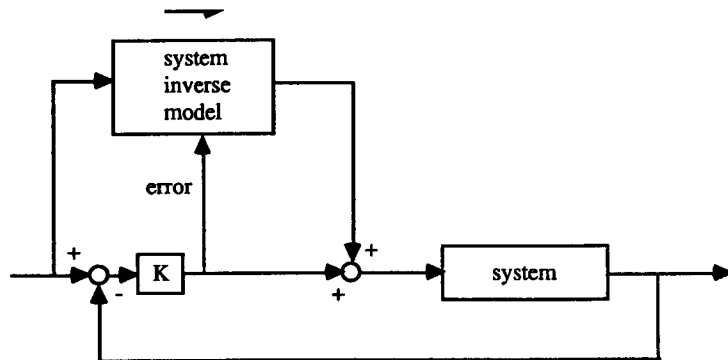 system
inverse
model
error
+
+
-
K
+
system